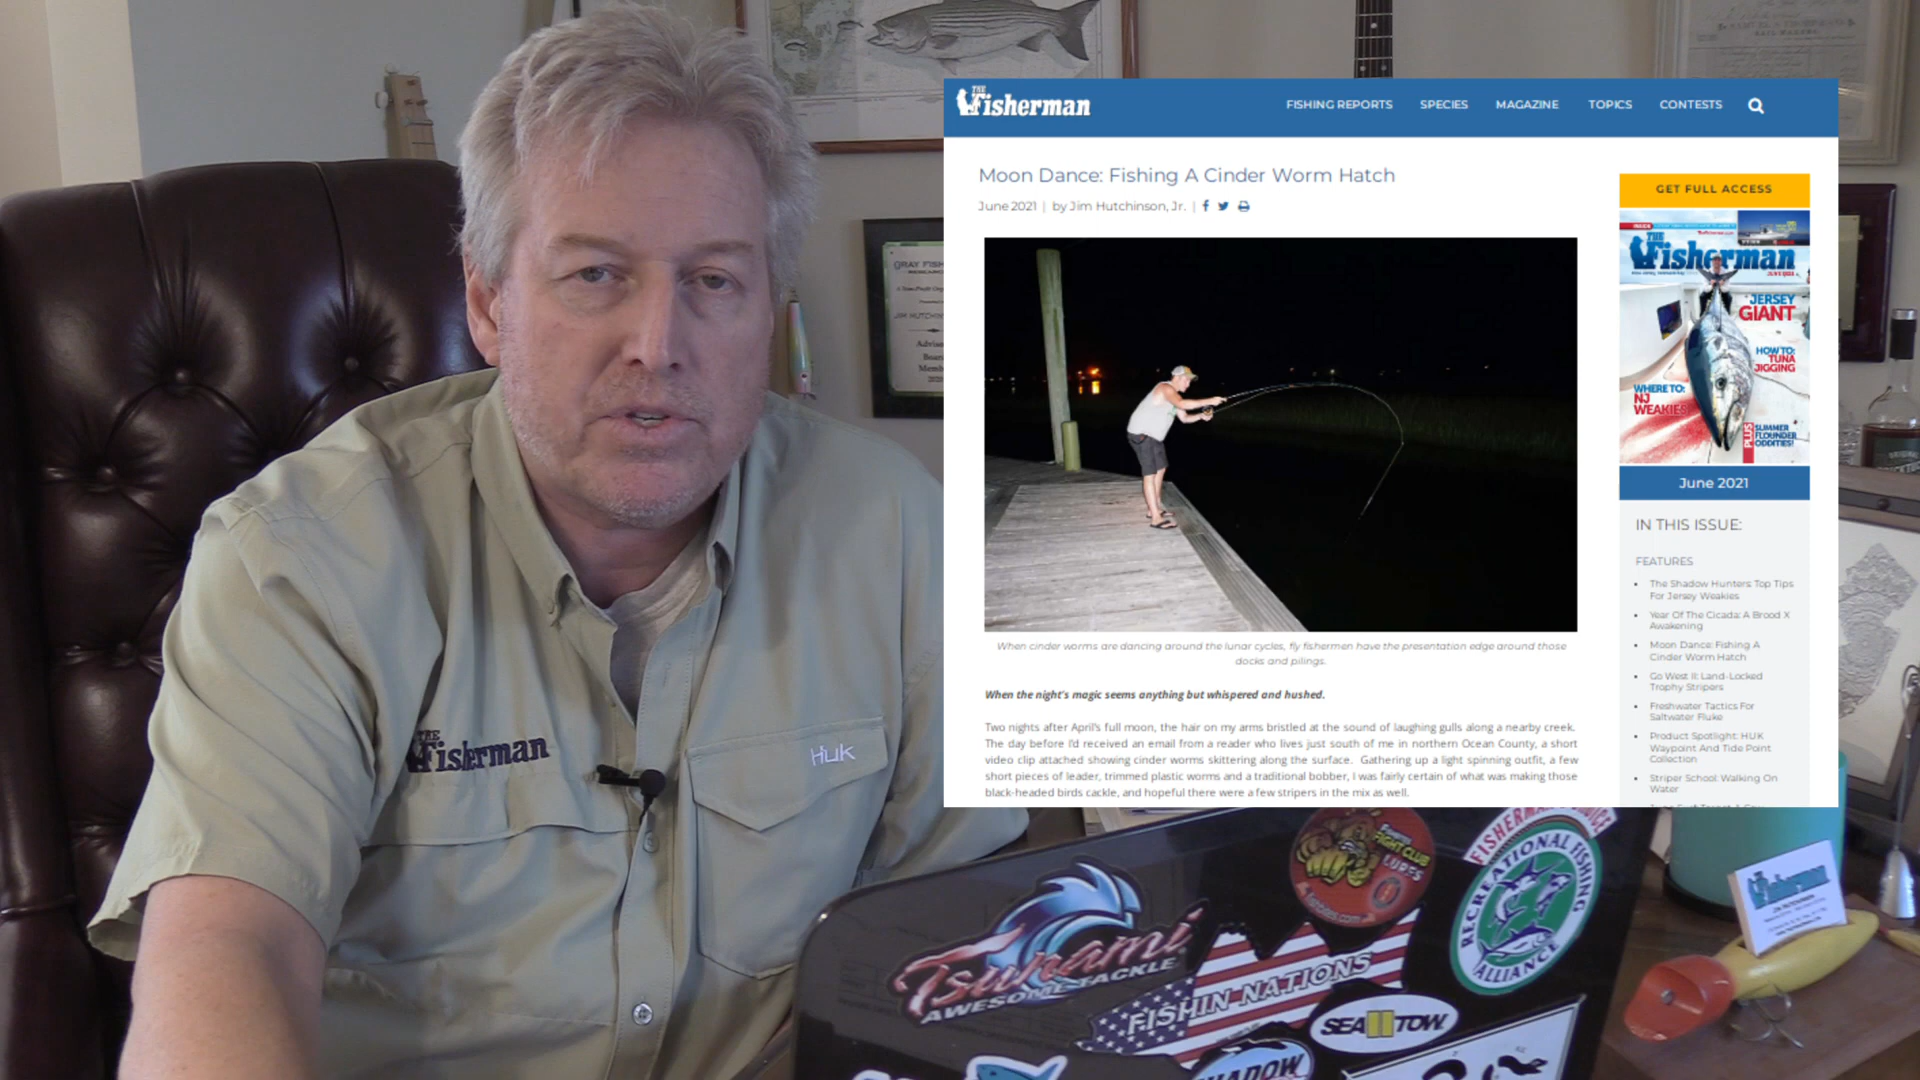 THE
Fisherman
FISHING REPORTS
SPECIES
MAGAZINE
TOPICS
CONTESTS
Moon Dance: Fishing A Cinder Worm Hatch
June 2021 | by Jim Hutchinson, Jr. |
When cinder worms are dancing around the lunar cycles, fly fishermen have the presentation edge around those
docks and pilings.
When the night's magic seems anything but whispered and hushed.
Two nights after April's full moon, the hair on my arms bristled at the sound of laughing gulls along a nearby creek.
The day before I'd received an email from a reader who lives just south of me in northern Ocean County, a short
video clip attached showing cinder worms skittering along the surface. Gathering up a light spinning outfit, a few
short pieces of leader, trimmed plastic worms and a traditional bobber, I was fairly certain of what was making those
black-headed birds cackle, and hopeful there were a few stripers in the mix as well.
GET FULL ACCESS
THE
Fisherman
JERSEY
GIANT
HOW TO:
TUNA
JIGGING
WHERE TO:
NJ
WEAKIES
PLUS
SUMMER
FLOUNDER
ODDITIES!
June 2021
IN THIS ISSUE:
FEATURES
The Shadow Hunters: Top Tips
For Jersey Weakies
Year Of The Cicada: A Brood X
Awakening
Moon Dance: Fishing A
Cinder Worm Hatch
Go West II: Land-Locked
Trophy Stripers
Freshwater Tactics For
Saltwater Fluke
Product Spotlight: HUK
Waypoint And Tide Point
Collection
Striper School: Walking On
Water
GRAY FISH
JIM HUTCHIN
Board
THE
Fisherman
HUK
Tsunami
AWESOME TACKLE
FISHIN NATIONS
FIGHT CLUB
LURES
RECREATIONAL FISHING
ALLIANCE
SEA TOW
SHADOW
Fisherman